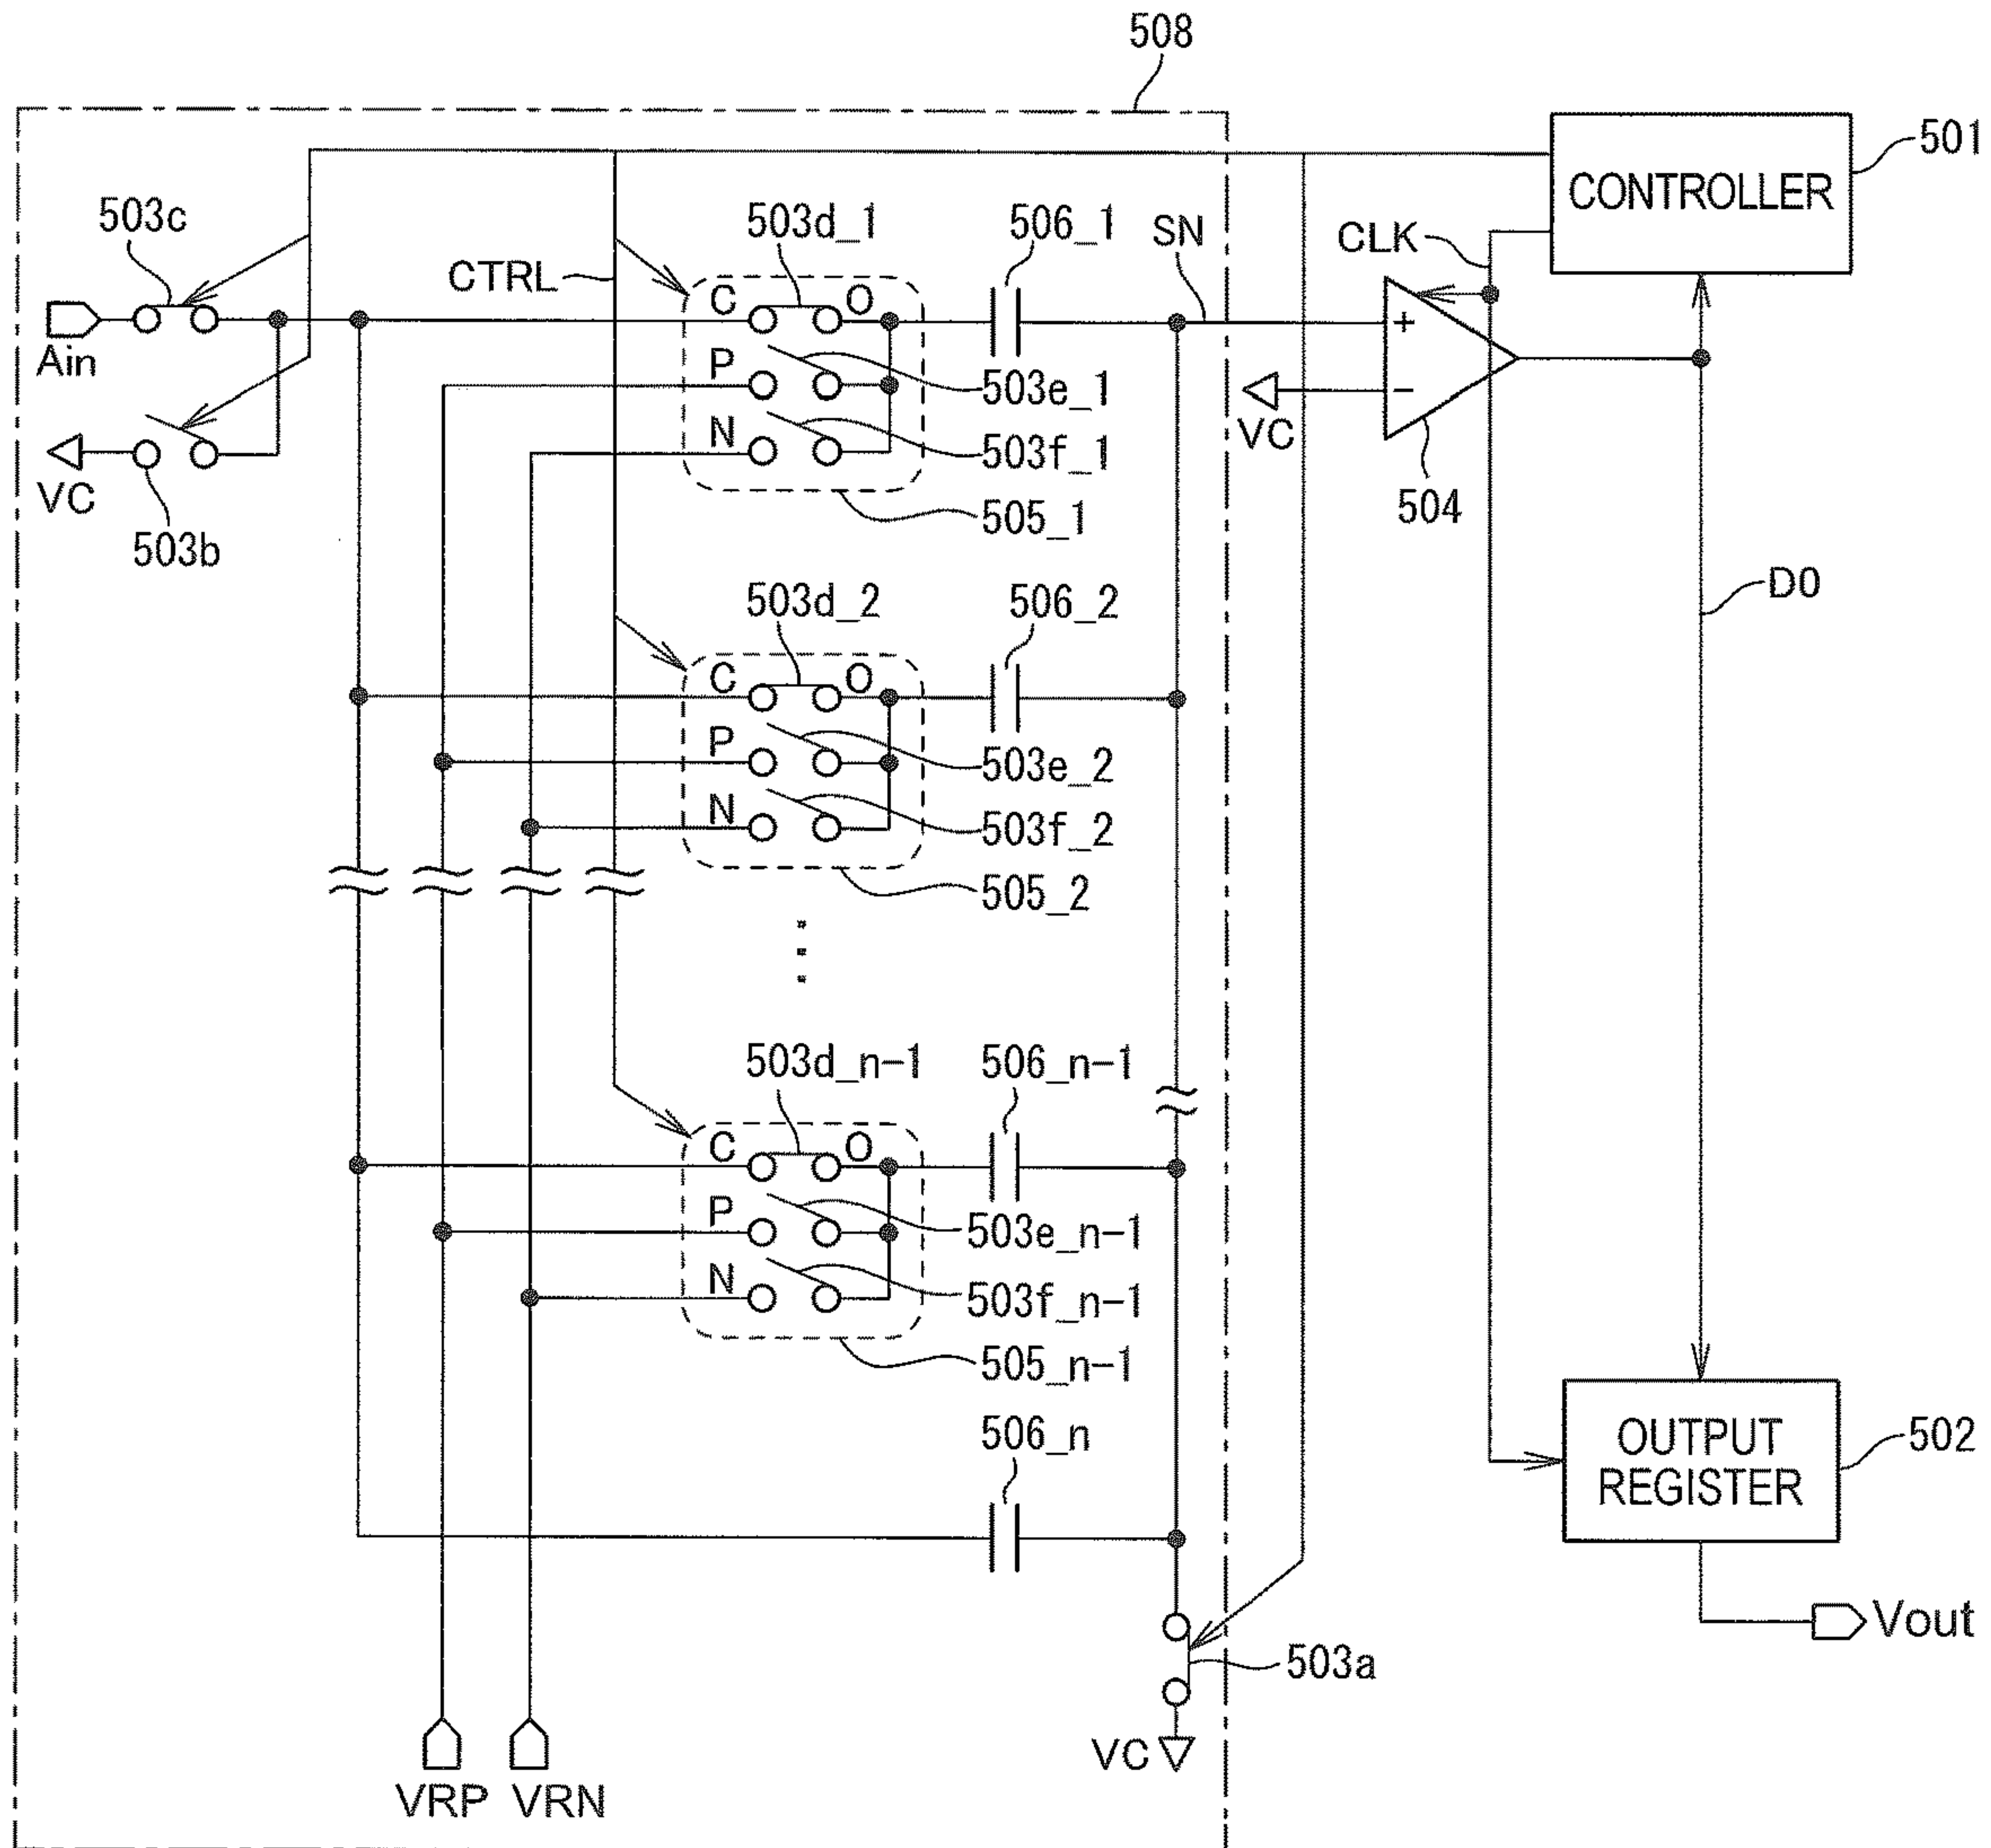 508
CONTROLLER
501
503c
503d_1
506_1
SN
CLK
CTRL
C
O
+
Ain
P
503e_1
−
VC
N
503f_1
VC
504
503b
505_1
503d_2
506_2
D0
C
O
P
503e_2
N
503f_2
505_2
503d_n-1
506_n-1
C
O
P
503e_n-1
N
503f_n-1
505_n-1
506_n
OUTPUT
REGISTER
502
Vout
503a
VC
VRP
VRN